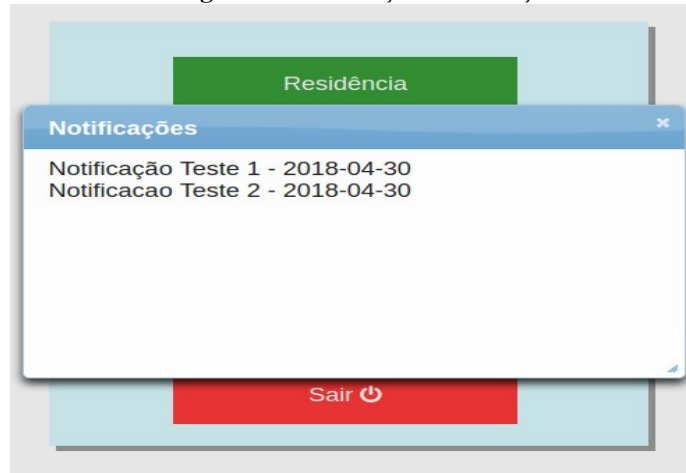 Residência
Notificações
Notificação Teste 1 - 2018-04-30
Notificacao Teste 2 - 2018-04-30
Sair